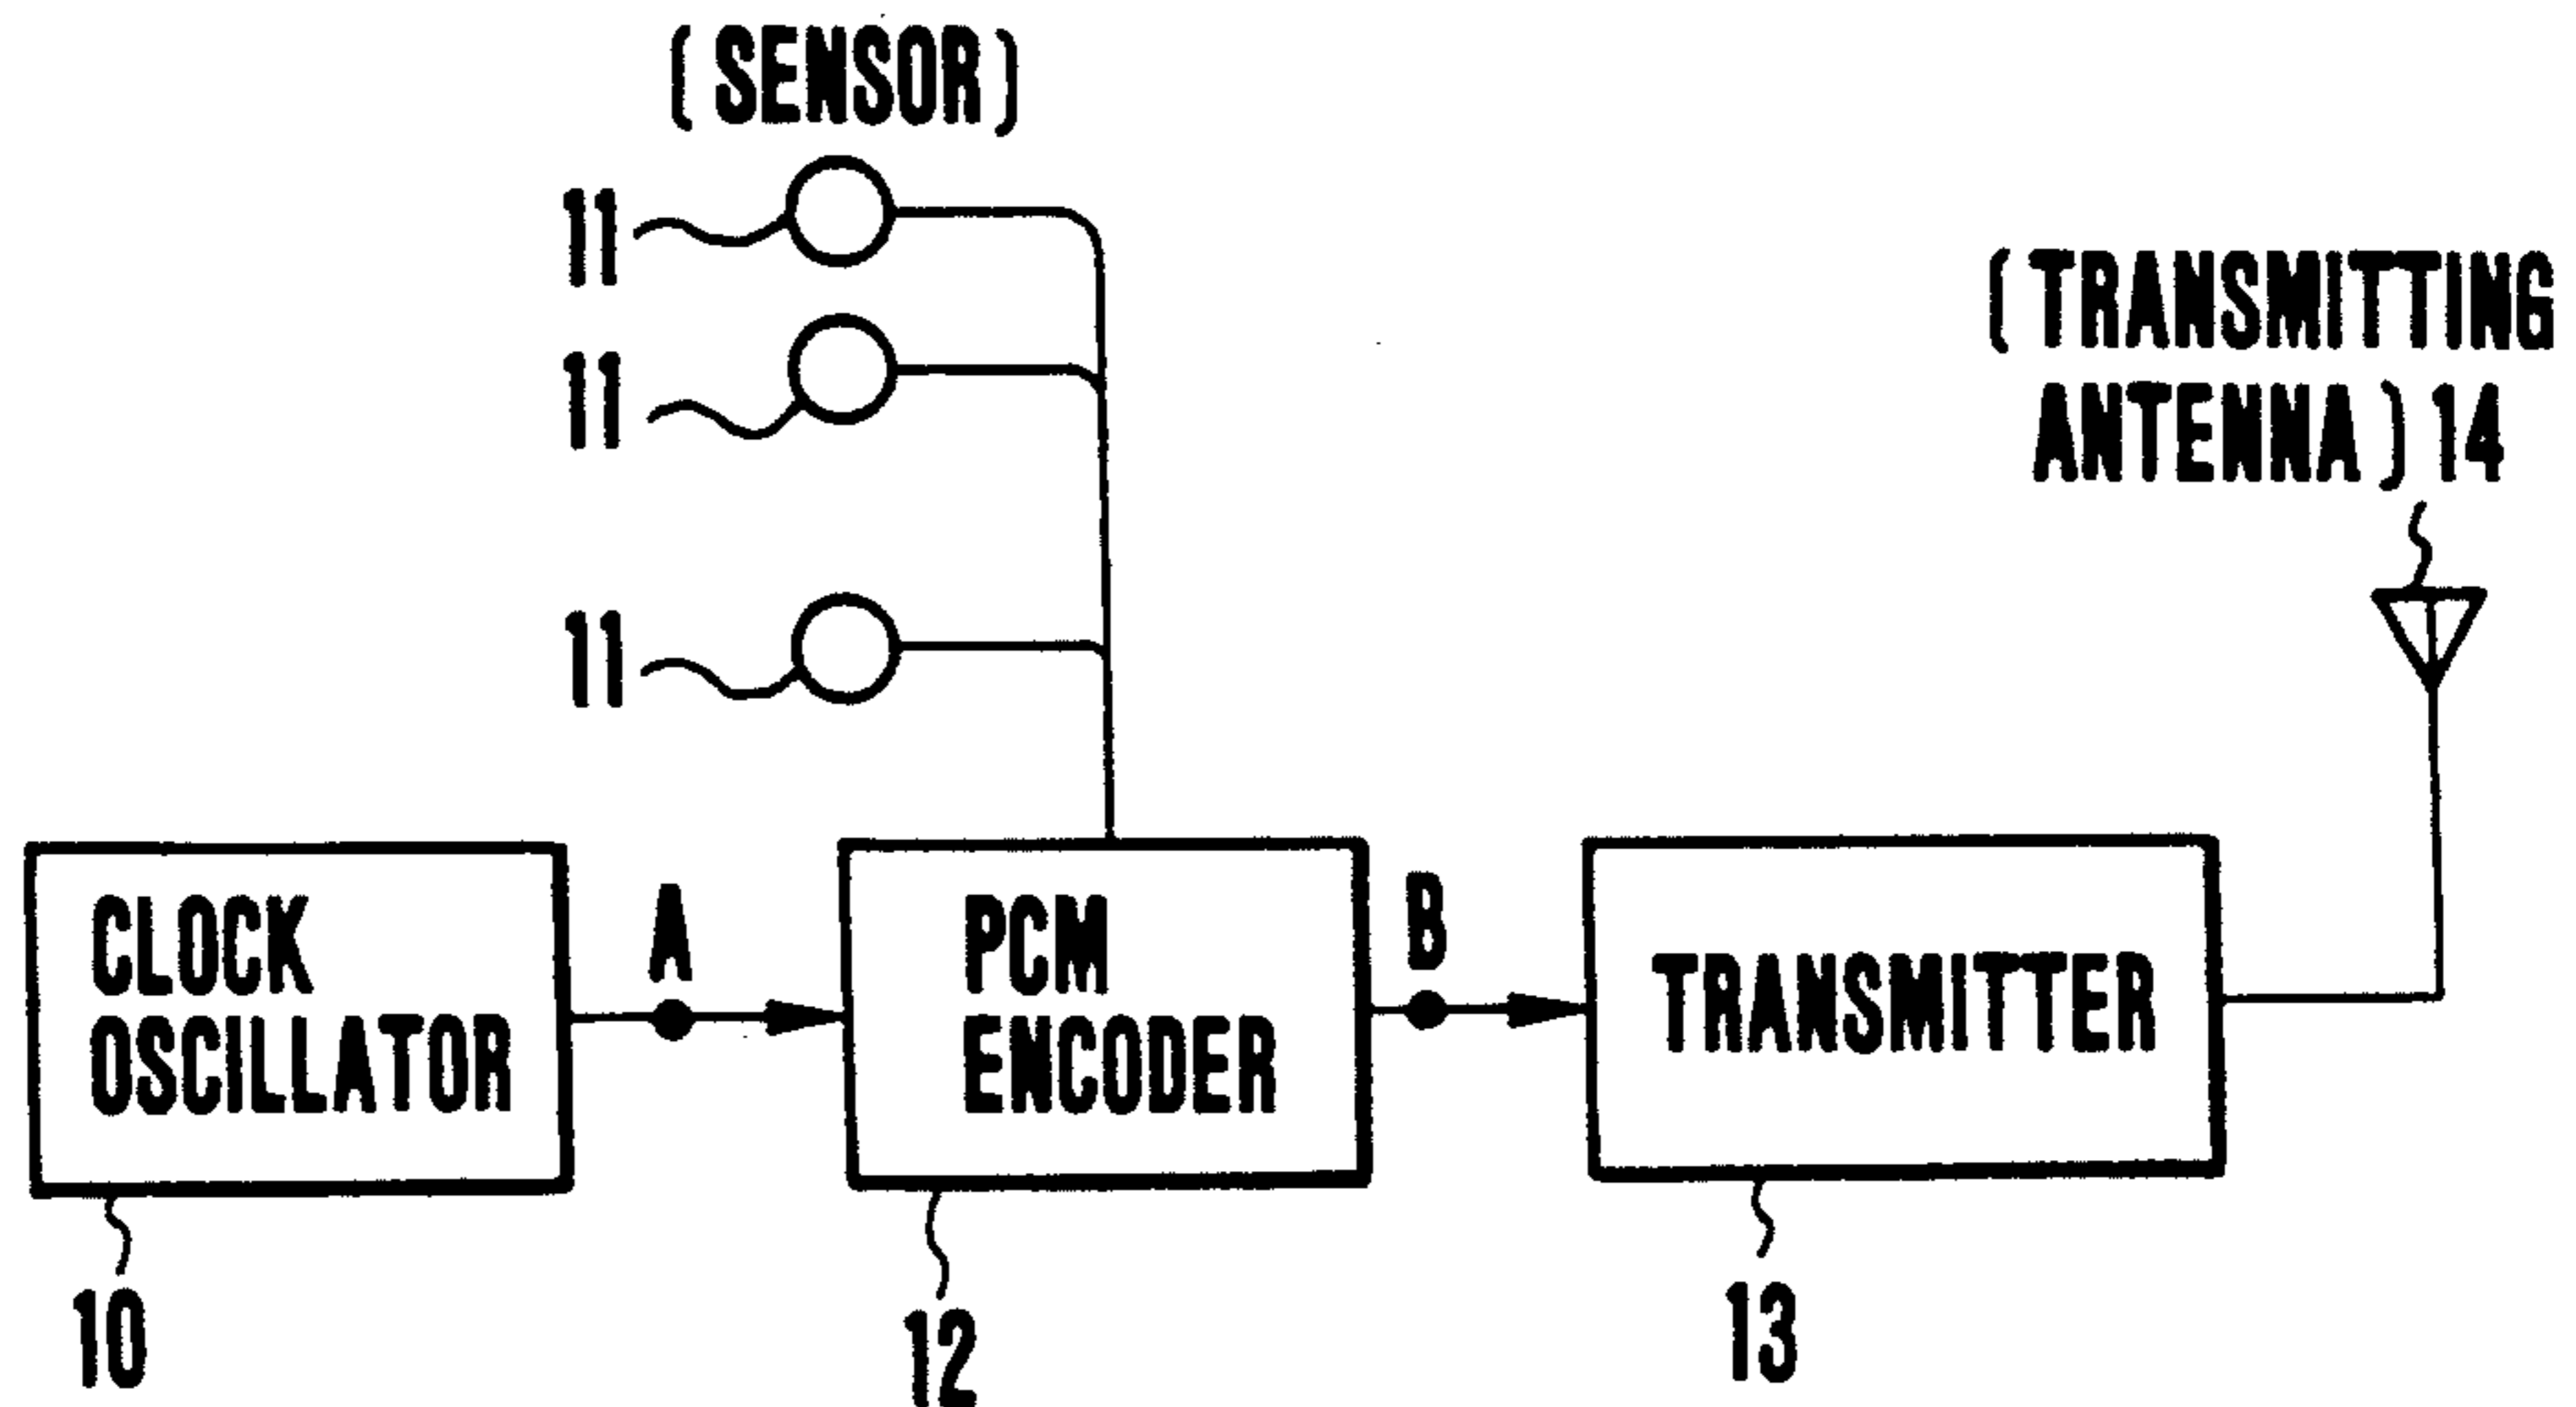 (SENSOR)
11
11
11
(TRANSMITTING
ANTENNA) 14
CLOCK
OSCILLATOR
A
PCM
ENCODER
B
TRANSMITTER
10
12
13